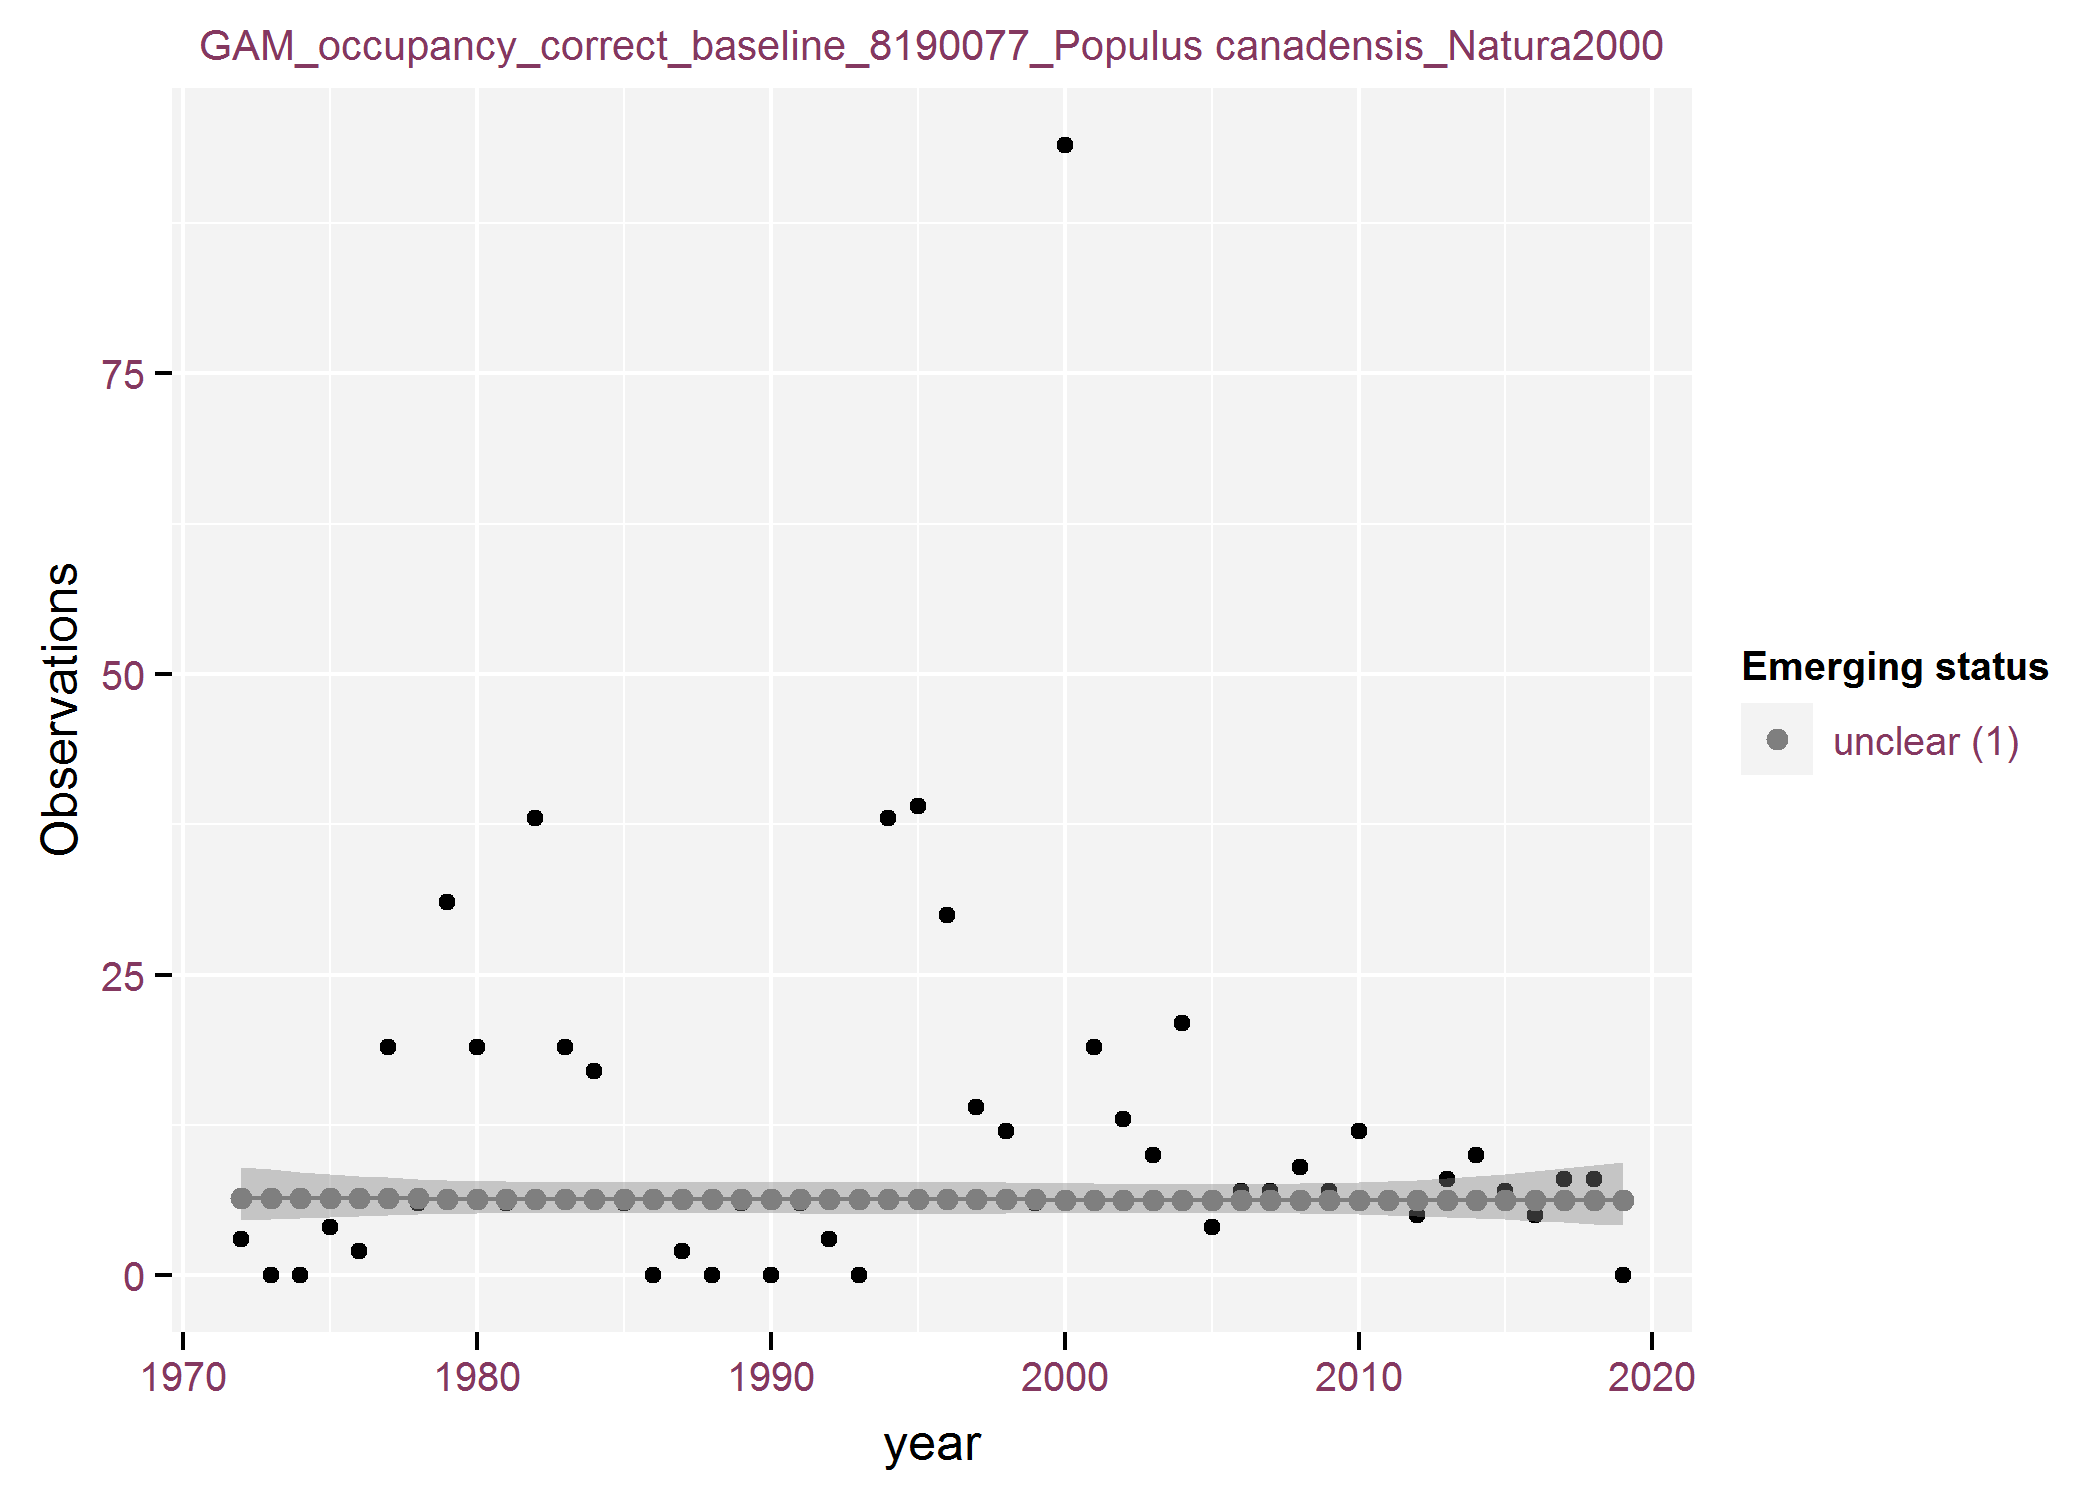 GAM_occupancy_correct_baseline_8190077_Populus canadensis_Natura2000
Observations
75
50
25
0
1970
1980
1990
2000
2010
2020
year
Emerging status
unclear (1)